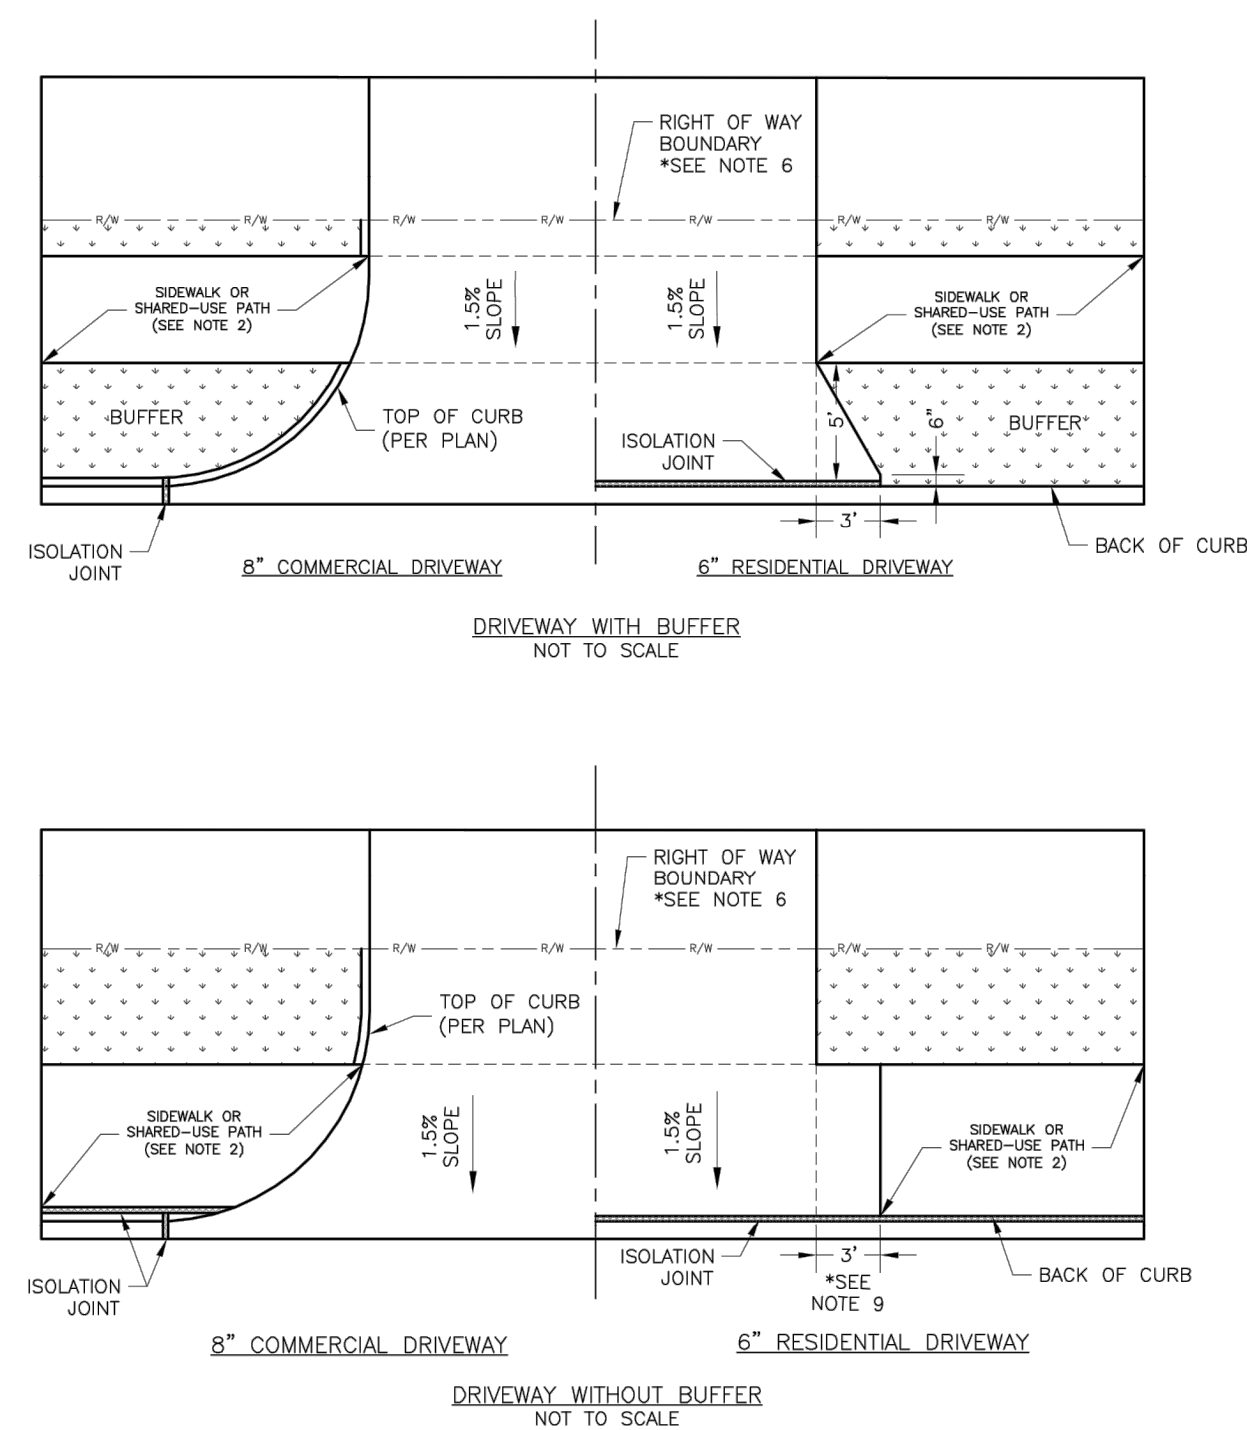 RIGHT OF WAY
BOUNDARY
*SEE NOTE 6
R/W R/W R/W R/W R/W R/W R/W
SIDEWALK OR
SHARED-USE PATH
(SEE NOTE 2)
1.5%
SLOPE
1.5%
SLOPE
SIDEWALK OR
SHARED-USE PATH
(SEE NOTE 2)
BUFFER
TOP OF CURB
(PER PLAN)
ISOLATION
JOINT
5'
6"
BUFFER
3'
ISOLATION
JOINT
BACK OF CURB
8" COMMERCIAL DRIVEWAY
6" RESIDENTIAL DRIVEWAY
DRIVEWAY WITH BUFFER
NOT TO SCALE
RIGHT OF WAY
BOUNDARY
*SEE NOTE 6
R/W R/W R/W R/W R/W R/W R/W
TOP OF CURB
(PER PLAN)
SIDEWALK OR
SHARED-USE PATH
(SEE NOTE 2)
1.5%
SLOPE
1.5%
SLOPE
SIDEWALK OR
SHARED-USE PATH
(SEE NOTE 2)
ISOLATION
JOINT
ISOLATION
JOINT
3'
*SEE
NOTE 9
BACK OF CURB
8" COMMERCIAL DRIVEWAY
6" RESIDENTIAL DRIVEWAY
DRIVEWAY WITHOUT BUFFER
NOT TO SCALE